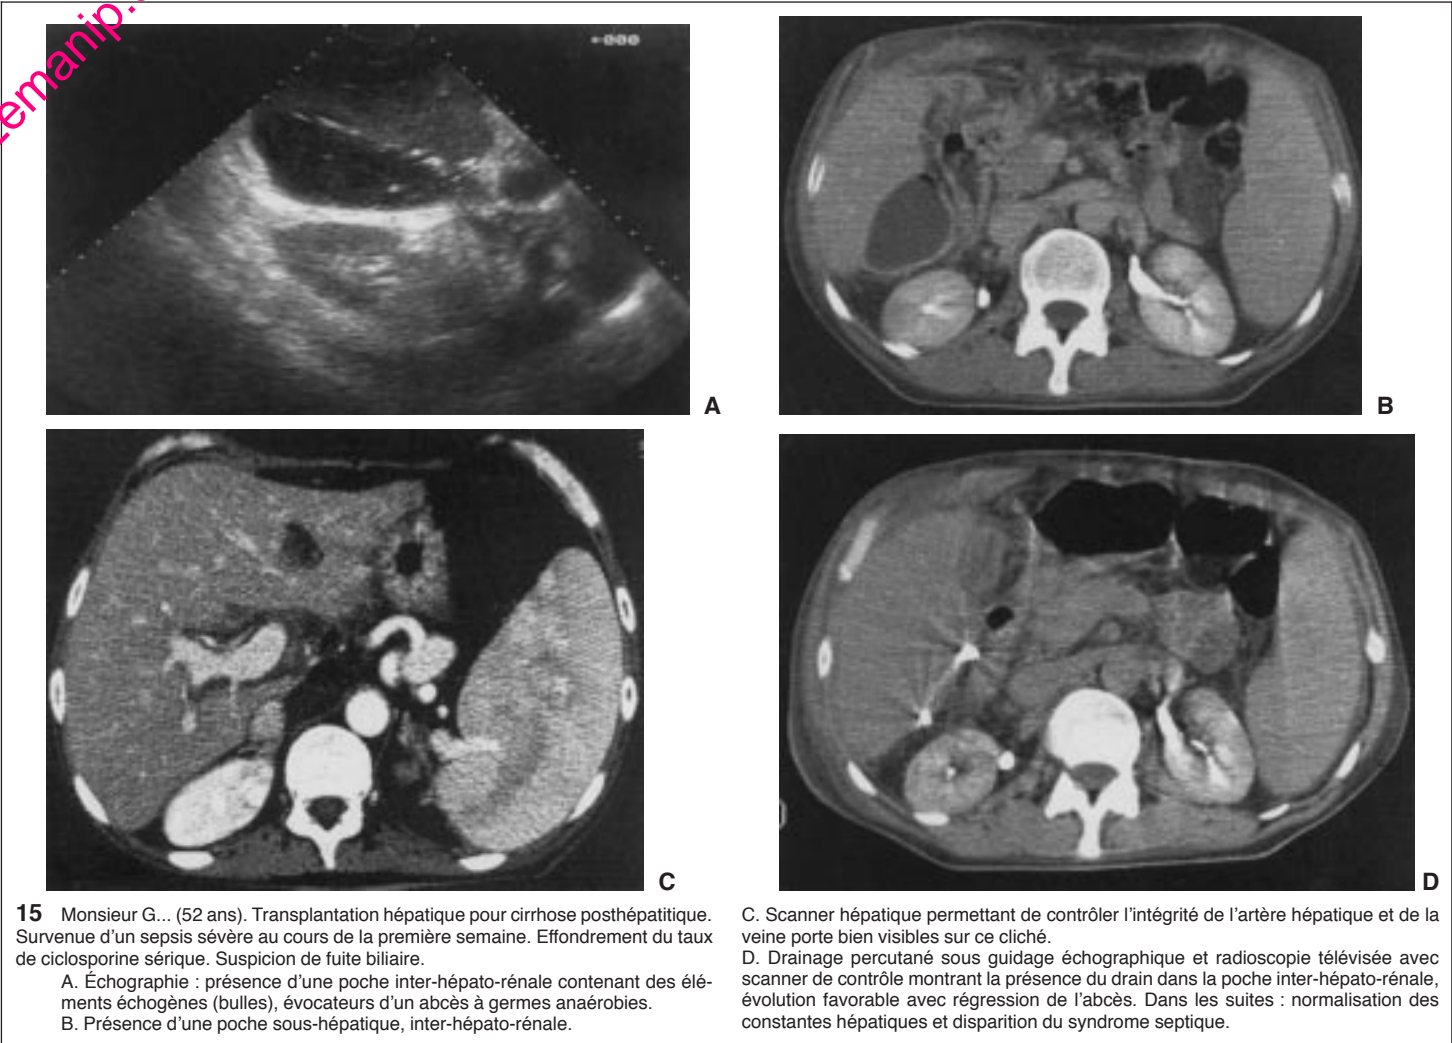 zemanip.
←000
A
B
C
D
15 Monsieur G... (52 ans). Transplantation hépatique pour cirrhose posthépatitique.
Survenue d'un sepsis sévère au cours de la première semaine. Effondrement du taux
de ciclosporine sérique. Suspicion de fuite biliaire.
A. Échographie : présence d'une poche inter-hépato-rénale contenant des élé-
ments échogènes (bulles), évocateurs d'un abcès à germes anaérobies.
B. Présence d'une poche sous-hépatique, inter-hépato-rénale.
C. Scanner hépatique permettant de contrôler l'intégrité de l'artère hépatique et de la
veine porte bien visibles sur ce cliché.
D. Drainage percutané sous guidage échographique et radioscopie télévisée avec
scanner de contrôle montrant la présence du drain dans la poche inter-hépato-rénale,
évolution favorable avec régression de l'abcès. Dans les suites : normalisation des
constantes hépatiques et disparition du syndrome septique.